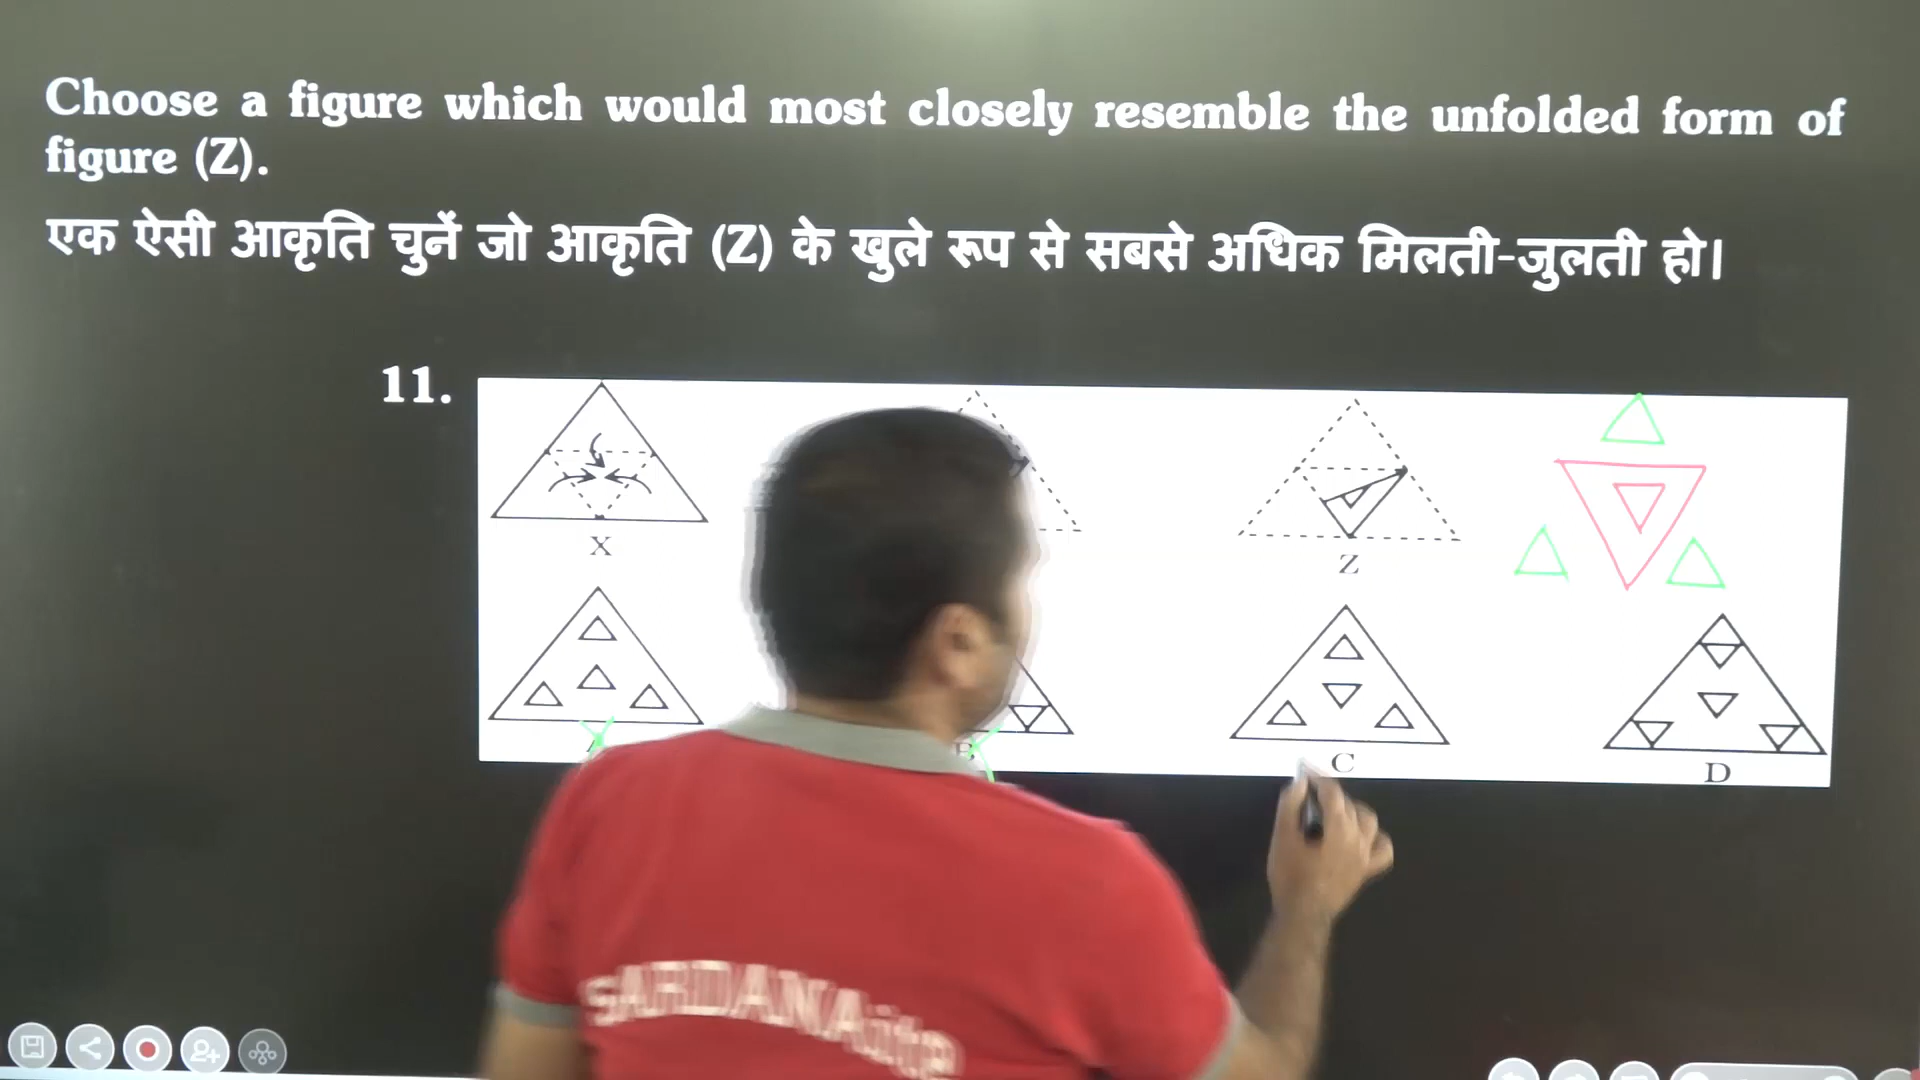 Choose a figure which would most closely resemble the unfolded form of
figure (Z).
एक ऐसी आकृति चुनें जो आकृति (Z) के खुले रूप से सबसे अधिक मिलती-जुलती हो।
11.
X
Z
C
D